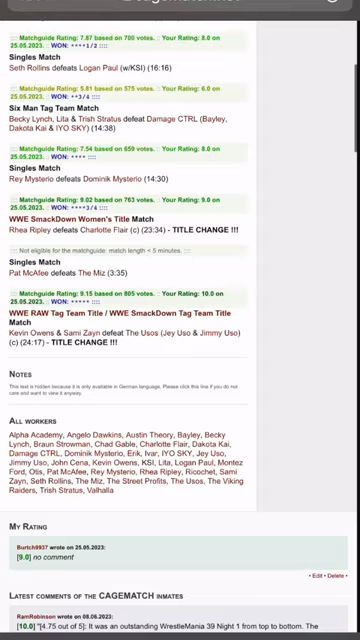 ::: Matchguide Rating: 7.87 based on 700 votes. :: Your Rating: 8.0 on
25.05.2023. :: WON: ****1/2 ::::
Singles Match
Seth Rollins defeats Logan Paul (w/KSI) (16:16)
::: Matchguide Rating: 5.81 based on 575 votes. :: Your Rating: 6.0 on
25.05.2023. :: WON: **3/4 ::::
Six Man Tag Team Match
Becky Lynch, Lita & Trish Stratus defeat Damage CTRL (Bayley,
Dakota Kai & IYO SKY) (14:38)
::: Matchguide Rating: 7.54 based on 659 votes. :: Your Rating: 8.0 on
25.05.2023. :: WON: **** ::::
Singles Match
Rey Mysterio defeats Dominik Mysterio (14:30)
::: Matchguide Rating: 9.02 based on 763 votes. :: Your Rating: 9.0 on
25.05.2023. :: WON: ****3/4 ::::
WWE SmackDown Women's Title Match
Rhea Ripley defeats Charlotte Flair (c) (23:34) - TITLE CHANGE !!!
::: Not eligible for the matchguide: match length < 5 minutes. :::
Singles Match
Pat McAfee defeats The Miz (3:35)
::: Matchguide Rating: 9.15 based on 805 votes. :: Your Rating: 10.0 on
25.05.2023. :: WON: ***** ::::
WWE RAW Tag Team Title / WWE SmackDown Tag Team Title
Match
Kevin Owens & Sami Zayn defeat The Usos (Jey Uso & Jimmy Uso)
(c) (24:17) - TITLE CHANGE !!!
NOTES
This text is hidden because it is only available in German language. Please click this line if you do not
care and want to view it anyway.
ALL WORKERS
Alpha Academy, Angelo Dawkins, Austin Theory, Bayley, Becky
Lynch, Braun Strowman, Chad Gable, Charlotte Flair, Dakota Kai,
Damage CTRL, Dominik Mysterio, Erik, Ivar, IYO SKY, Jey Uso,
Jimmy Uso, John Cena, Kevin Owens, KSI, Lita, Logan Paul, Montez
Ford, Otis, Pat McAfee, Rey Mysterio, Rhea Ripley, Ricochet, Sami
Zayn, Seth Rollins, The Miz, The Street Profits, The Usos, The Viking
Raiders, Trish Stratus, Valhalla
MY RATING
Burtch9937 wrote on 25.05.2023:
[9.0] no comment
• Edit • Delete •
LATEST COMMENTS OF THE CAGEMATCH INMATES
RamRobinson wrote on 08.06.2023:
[10.0] "[4.75 out of 5]: It was an outstanding WrestleMania 39 Night 1 from top to bottom. The